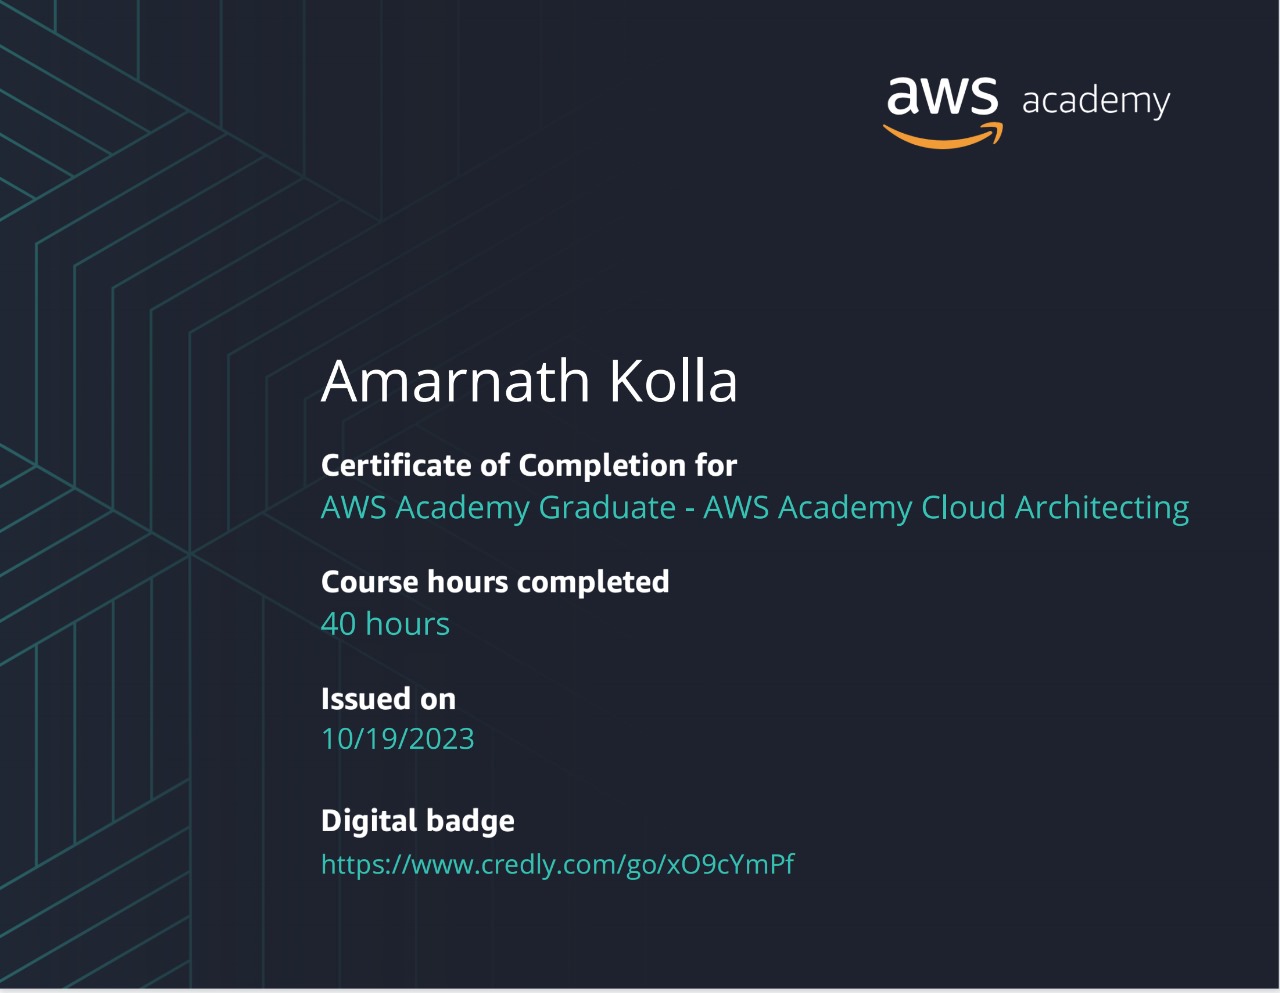 aws academy
Amarnath Kolla
Certificate of Completion for
AWS Academy Graduate - AWS Academy Cloud Architecting
Course hours completed
40 hours
Issued on
10/19/2023
Digital badge
https://www.credly.com/go/xO9cYmPf